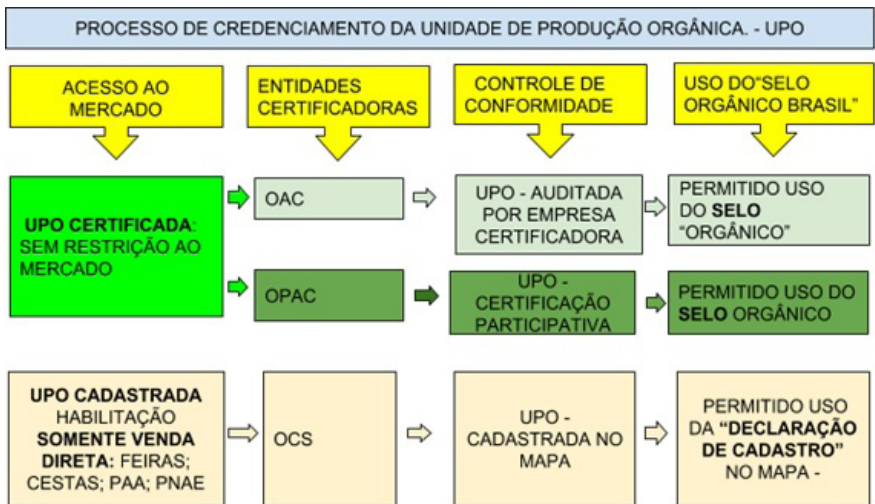 PROCESSO DE CREDENCIAMENTO DA UNIDADE DE PRODUÇÃO ORGÂNICA. - UPO
ACESSO AO
MERCADO
ENTIDADES
CERTIFICADORAS
CONTROLE DE
CONFORMIDADE
USO DO“SELO
ORGÂNICO BRASIL”
UPO CERTIFICADA:
SEM RESTRIÇÃO AO
MERCADO
OAC
UPO - AUDITADA
POR EMPRESA
CERTIFICADORA
PERMITIDO USO
DO SELO
“ORGÂNICO”
OPAC
UPO -
CERTIFICAÇÃO
PARTICIPATIVA
PERMITIDO USO DO
SELO ORGÂNICO
UPO CADASTRADA
HABILITAÇÃO
SOMENTE VENDA
DIRETA: FEIRAS;
CESTAS; PAA; PNAE
OCS
UPO -
CADASTRADA NO
MAPA
PERMITIDO USO
DA “DECLARAÇÃO
DE CADASTRO”
NO MAPA -